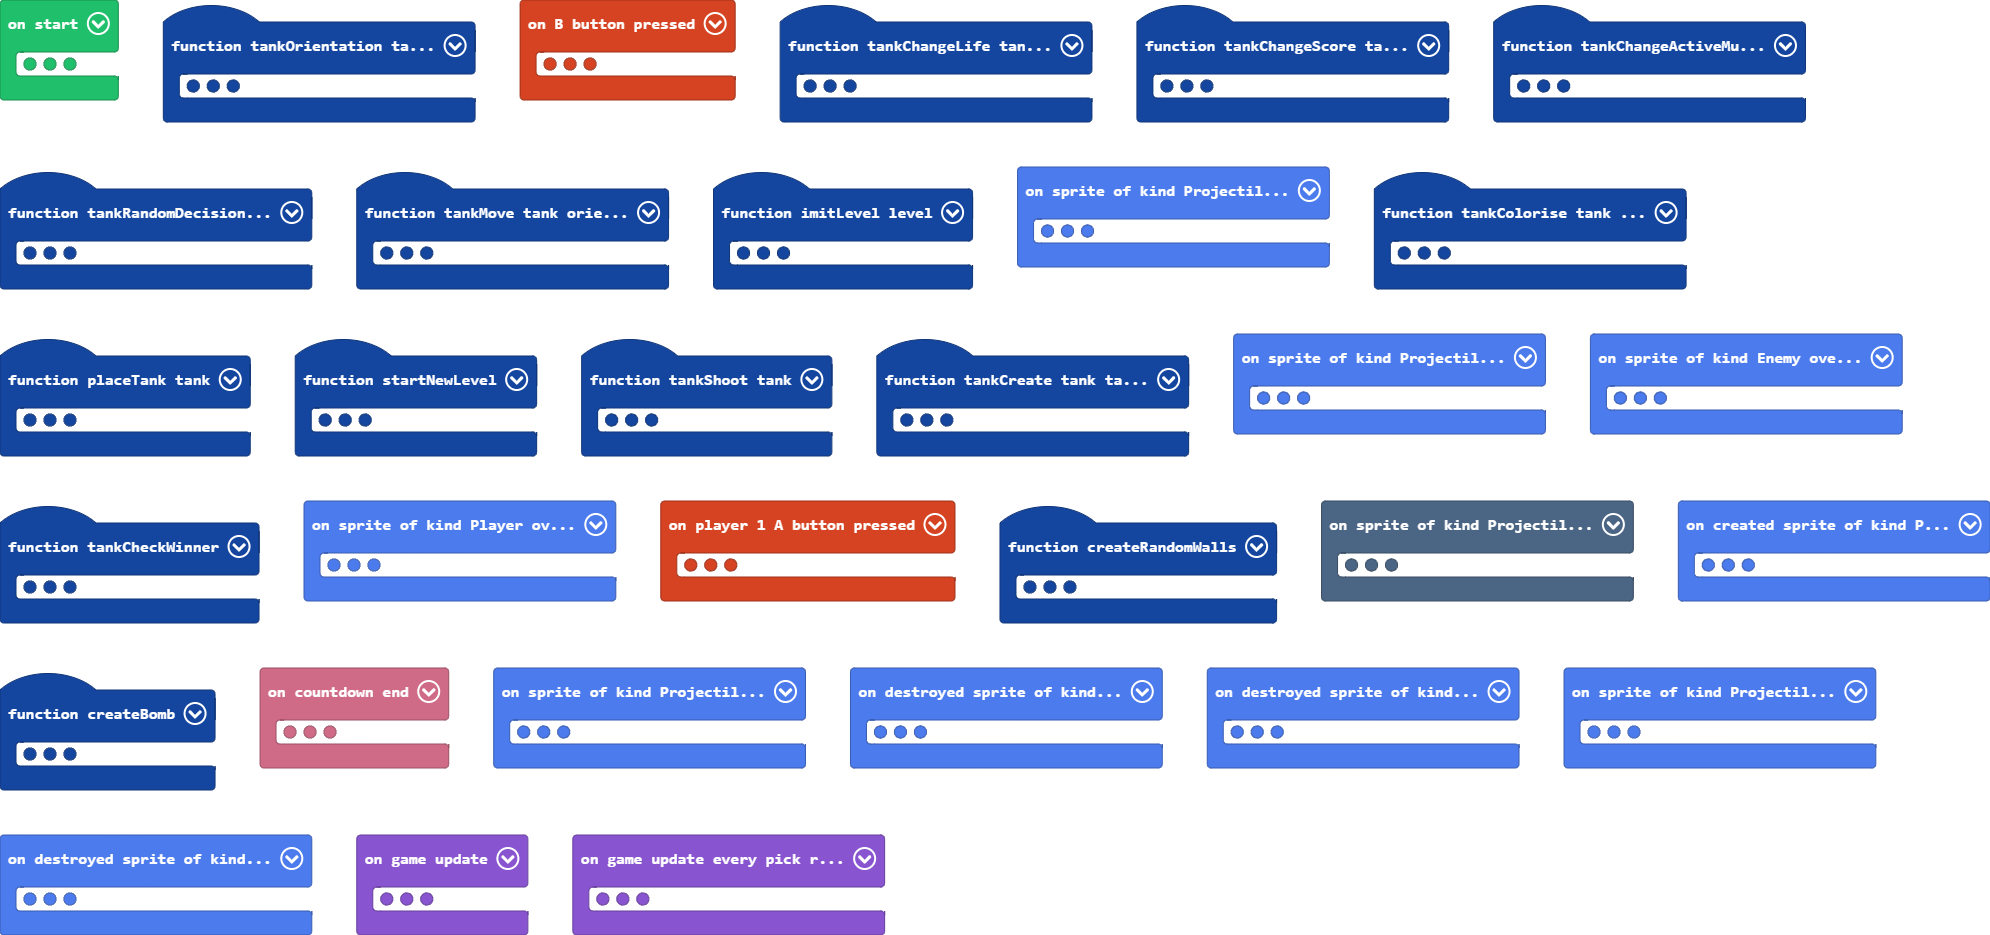 on start
function tankOrientation ta...
on B button pressed
function tankChangeLife tan...
function tankChangeScore ta...
function tankChangeActiveMu...
function tankRandomDecision...
function tankMove tank orie...
function imitLevel level
on sprite of kind Projectil...
function tankColorise tank ...
function placeTank tank
function startNewLevel
function tankShoot tank
function tankCreate tank ta...
on sprite of kind Projectil...
on sprite of kind Enemy ove...
function tankCheckWinner
on sprite of kind Player ov...
on player 1 A button pressed
function createRandomWalls
on sprite of kind Projectil...
on created sprite of kind P...
function createBomb
on countdown end
on sprite of kind Projectil...
on destroyed sprite of kind...
on destroyed sprite of kind...
on sprite of kind Projectil...
on destroyed sprite of kind...
on game update
on game update every pick r...